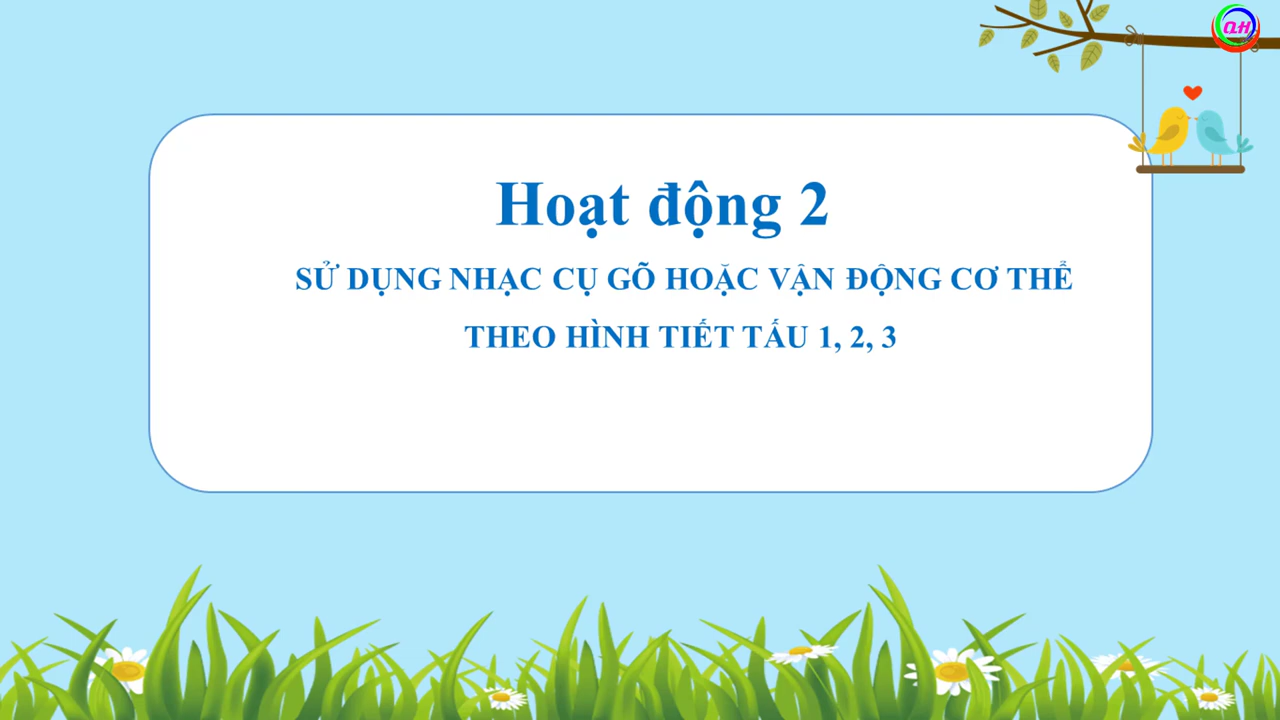 QH
Hoạt động 2
SỬ DỤNG NHẠC CỤ GÕ HOẶC VẬN ĐỘNG CƠ THỂ
THEO HÌNH TIẾT TẤU 1, 2, 3